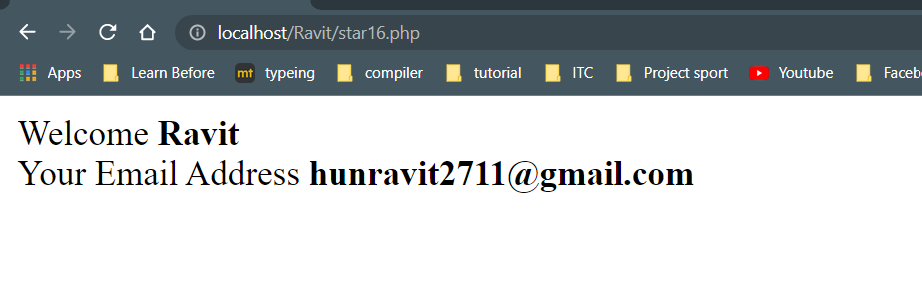 localhost/Ravit/star16.php
Apps Learn Before mt typeing compiler tutorial ITC Project sport Youtube Faceb
Welcome Ravit
Your Email Address hunravit2711@gmail.com